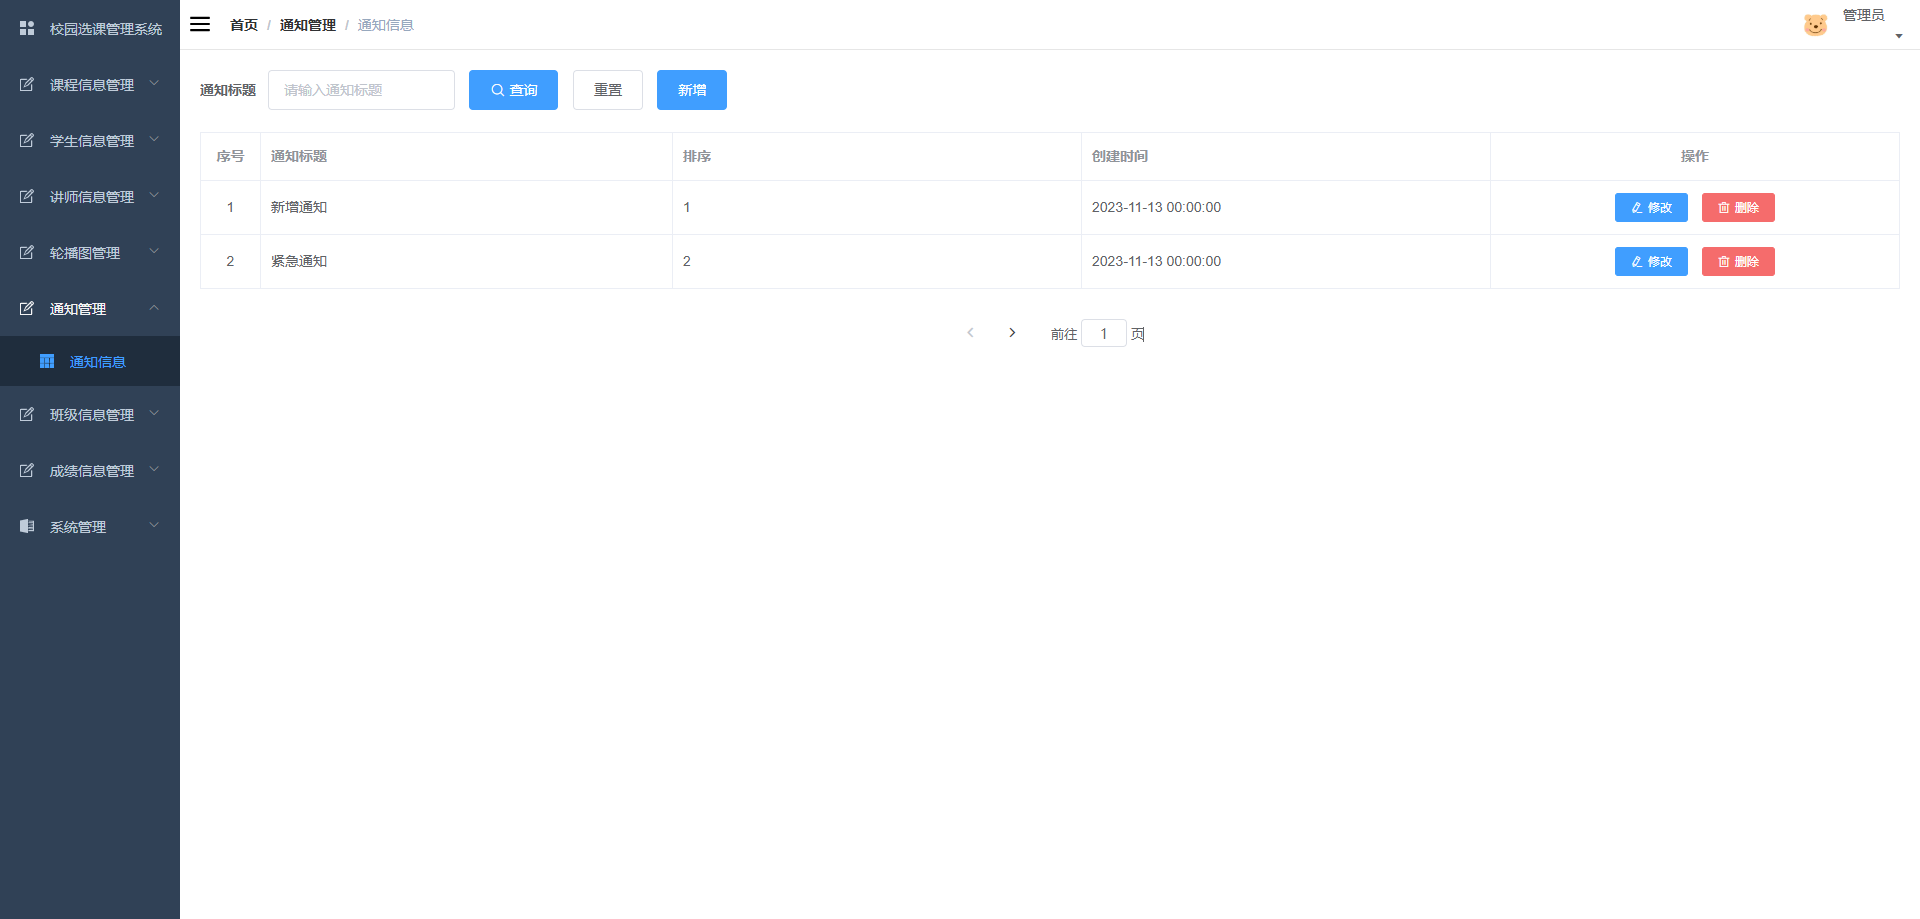 校园选课管理系统
课程信息管理
学生信息管理
讲师信息管理
轮播图管理
通知管理
通知信息
班级信息管理
成绩信息管理
系统管理
首页 / 通知管理 / 通知信息
管理员
通知标题 请输入通知标题 查询 重置 新增
序号 通知标题 排序 创建时间 操作
1 新增通知 1 2023-11-13 00:00:00 修改 删除
2 紧急通知 2 2023-11-13 00:00:00 修改 删除
前往 1 页